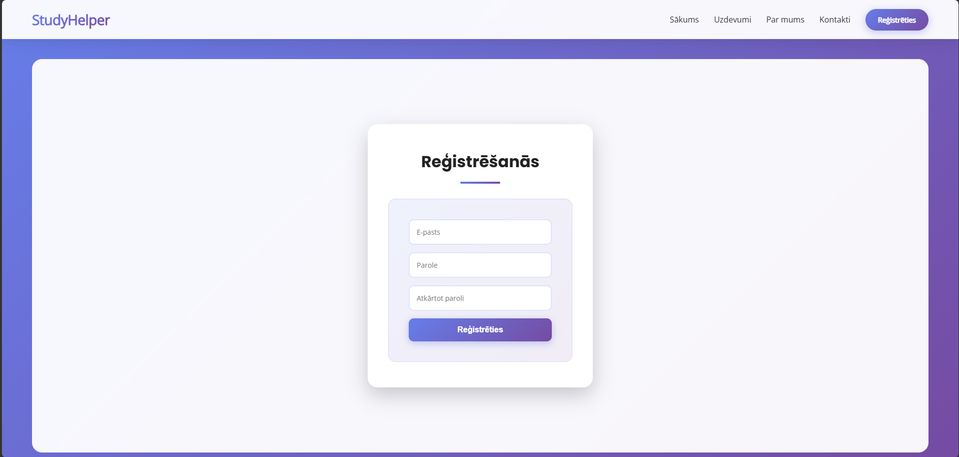 StudyHelper
Sākums Uzdevumi Par mums Kontakti Reģistrēties
Reģistrēšanās
E-pasts
Parole
Atkārtot paroli
Reģistrēties